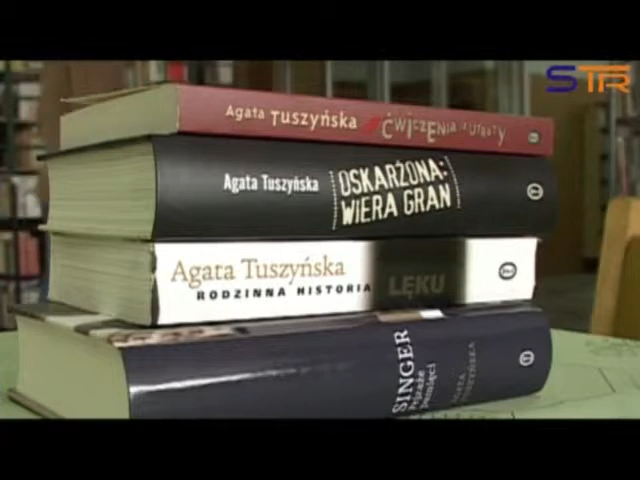 STR
Agata Tuszyńska Ćwiczenia z utraty
Agata Tuszyńska OSKARŻONA:
WIERA GRAN
Agata Tuszyńska
RODZINNA HISTORIA LĘKU
SINGER
Pejzaże
Pamięci
AGATA
TUSZYŃSKA